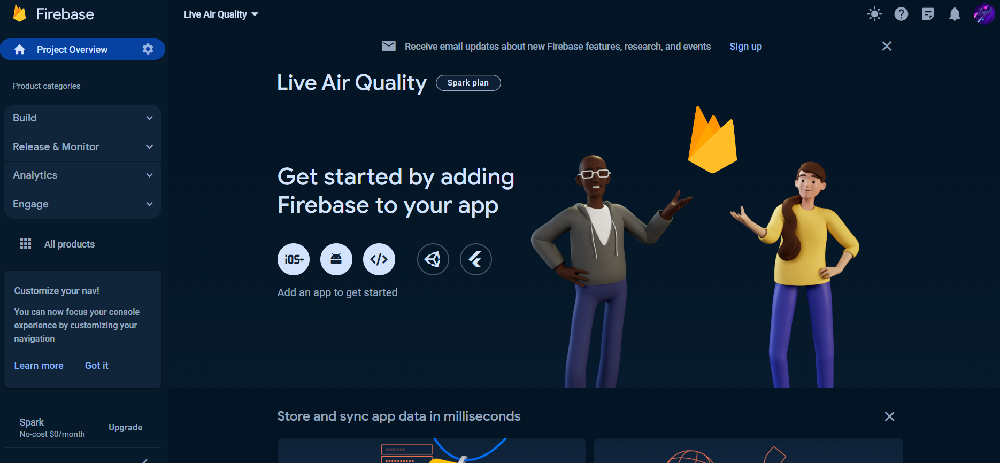 Firebase
Live Air Quality
Project Overview
Receive email updates about new Firebase features, research, and events
Sign up
Product categories
Live Air Quality
Spark plan
Build
Release & Monitor
Analytics
Engage
All products
Get started by adding
Firebase to your app
iOS+
Add an app to get started
Customize your nav!
You can now focus your console
experience by customizing your
navigation
Learn more
Got it
Spark
No-cost $0/month
Upgrade
Store and sync app data in milliseconds